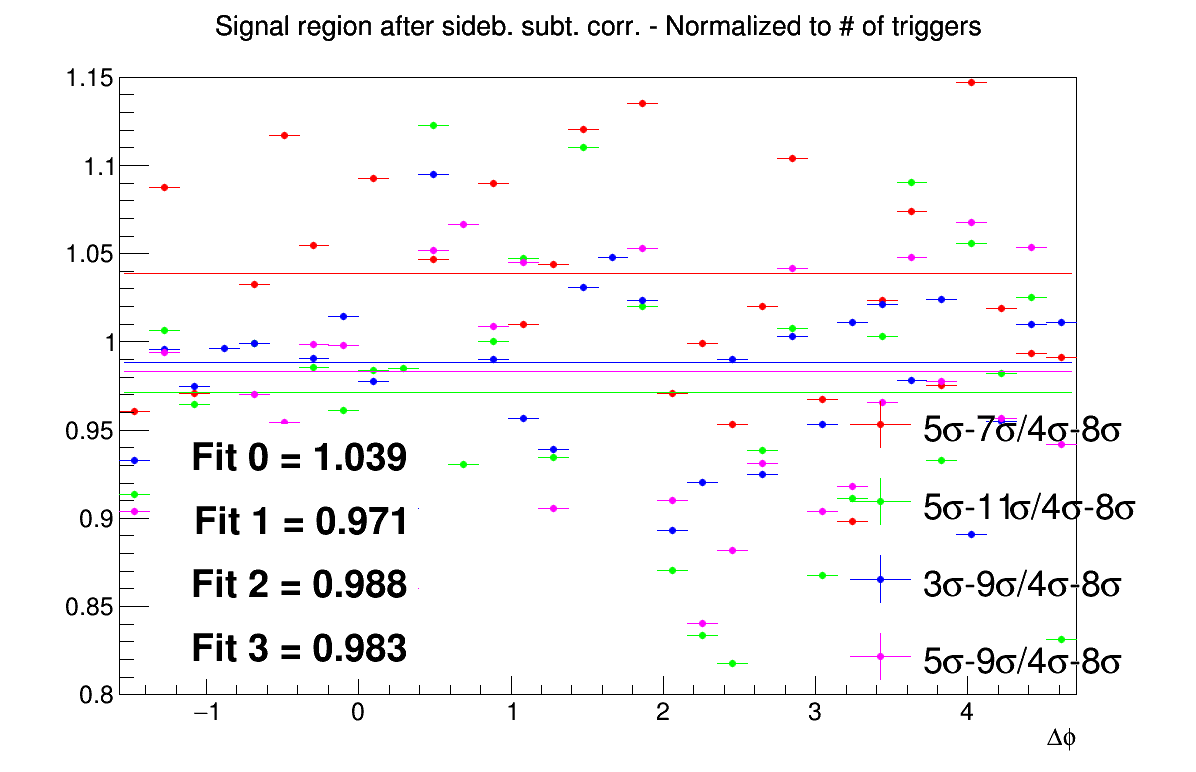 Signal region after sideb. subt. corr. - Normalized to # of triggers
1.15
1.1
1.05
1
0.95
0.9
0.85
0.8
Fit 0 = 1.039
Fit 1 = 0.971
Fit 2 = 0.988
Fit 3 = 0.983
5σ-7σ/4σ-8σ
5σ-11σ/4σ-8σ
3σ-9σ/4σ-8σ
5σ-9σ/4σ-8σ
−1 0 1 2 3 4
Δϕ